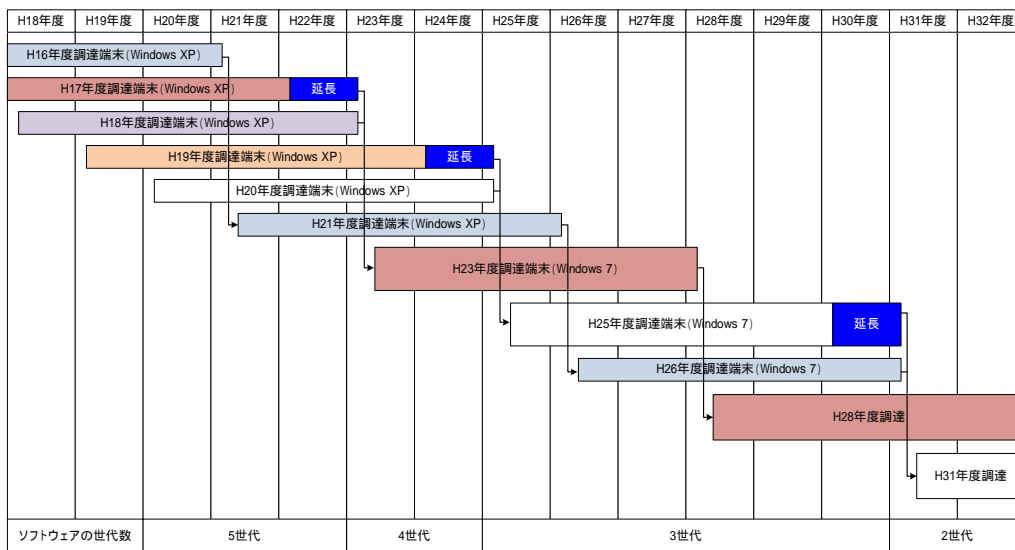 H18年度 H19年度 H20年度 H21年度 H22年度 H23年度 H24年度 H25年度 H26年度 H27年度 H28年度 H29年度 H30年度 H31年度 H32年度
H16年度調達端末(Windows XP)
H17年度調達端末(Windows XP) 延長
H18年度調達端末(Windows XP)
H19年度調達端末(Windows XP) 延長
H20年度調達端末(Windows XP)
H21年度調達端末(Windows XP)
H23年度調達端末(Windows 7)
H25年度調達端末(Windows 7) 延長
H26年度調達端末(Windows 7)
H28年度調達
H31年度調達
ソフトウェアの世代数 5世代 4世代 3世代 2世代